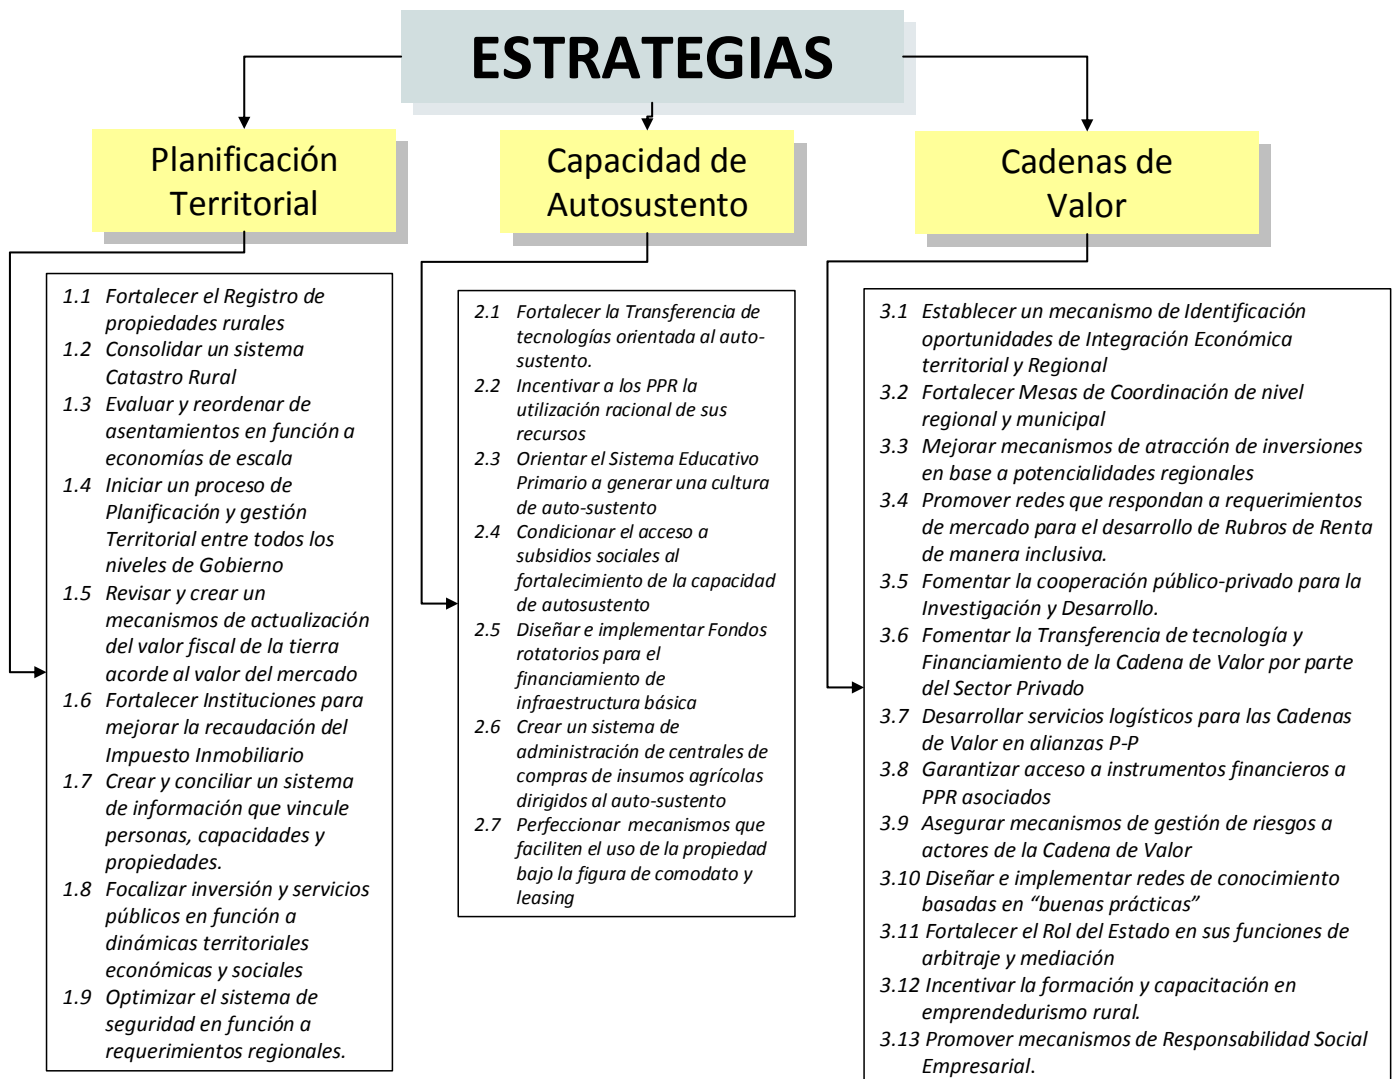 ESTRATEGIAS
Planificación
Territorial
1.1 Fortalecer el Registro de
propiedades rurales
1.2 Consolidar un sistema
Catastro Rural
1.3 Evaluar y reordenar de
asentamientos en función a
economías de escala
1.4 Iniciar un proceso de
Planificación y gestión
Territorial entre todos los
niveles de Gobierno
1.5 Revisar y crear un
mecanismos de actualización
del valor fiscal de la tierra
acorde al valor del mercado
1.6 Fortalecer Instituciones para
mejorar la recaudación del
Impuesto Inmobiliario
1.7 Crear y conciliar un sistema
de información que vincule
personas, capacidades y
propiedades.
1.8 Focalizar inversión y servicios
públicos en función a
dinámicas territoriales
económicas y sociales
1.9 Optimizar el sistema de
seguridad en función a
requerimientos regionales.
Capacidad de
Autosustento
2.1 Fortalecer la Transferencia de
tecnologías orientada al auto-
sustento.
2.2 Incentivar a los PPR la
utilización racional de sus
recursos
2.3 Orientar el Sistema Educativo
Primario a generar una cultura
de auto-sustento
2.4 Condicionar el acceso a
subsidios sociales al
fortalecimiento de la capacidad
de autosustento
2.5 Diseñar e implementar Fondos
rotatorios para el
financiamiento de
infraestructura básica
2.6 Crear un sistema de
administración de centrales de
compras de insumos agrícolas
dirigidos al auto-sustento
2.7 Perfeccionar mecanismos que
faciliten el uso de la propiedad
bajo la figura de comodato y
leasing
Cadenas de
Valor
3.1 Establecer un mecanismo de Identificación
oportunidades de Integración Económica
territorial y Regional
3.2 Fortalecer Mesas de Coordinación de nivel
regional y municipal
3.3 Mejorar mecanismos de atracción de inversiones
en base a potencialidades regionales
3.4 Promover redes que respondan a requerimientos
de mercado para el desarrollo de Rubros de Renta
de manera inclusiva.
3.5 Fomentar la cooperación público-privado para la
Investigación y Desarrollo.
3.6 Fomentar la Transferencia de tecnología y
Financiamiento de la Cadena de Valor por parte
del Sector Privado
3.7 Desarrollar servicios logísticos para las Cadenas
de Valor en alianzas P-P
3.8 Garantizar acceso a instrumentos financieros a
PPR asociados
3.9 Asegurar mecanismos de gestión de riesgos a
actores de la Cadena de Valor
3.10 Diseñar e implementar redes de conocimiento
basadas en “buenas prácticas”
3.11 Fortalecer el Rol del Estado en sus funciones de
arbitraje y mediación
3.12 Incentivar la formación y capacitación en
emprendedurismo rural.
3.13 Promover mecanismos de Responsabilidad Social
Empresarial.